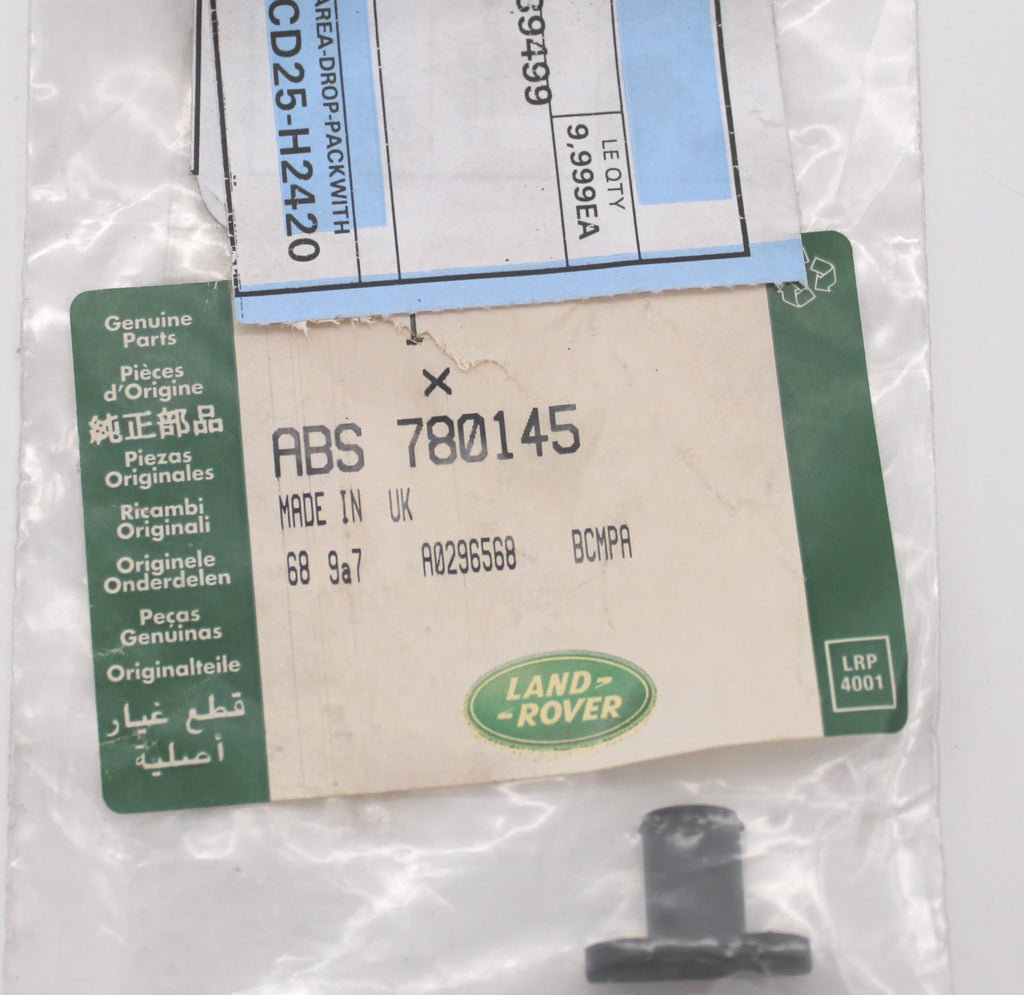 AREA-DROP-PACKWITH
CD25-H2420
39499
LE QTY
9,999EA
Genuine
Parts
Pièces
d'Origine
純正部品
Piezas
Originales
Ricambi
Originali
Originele
Onderdelen
Peças
Genuinas
Originalteile
قطع غيار
أصلية
X
ABS 780145
MADE IN UK
68 9a7 A0296568 BCMPA
LAND-
-ROVER
LRP
4001